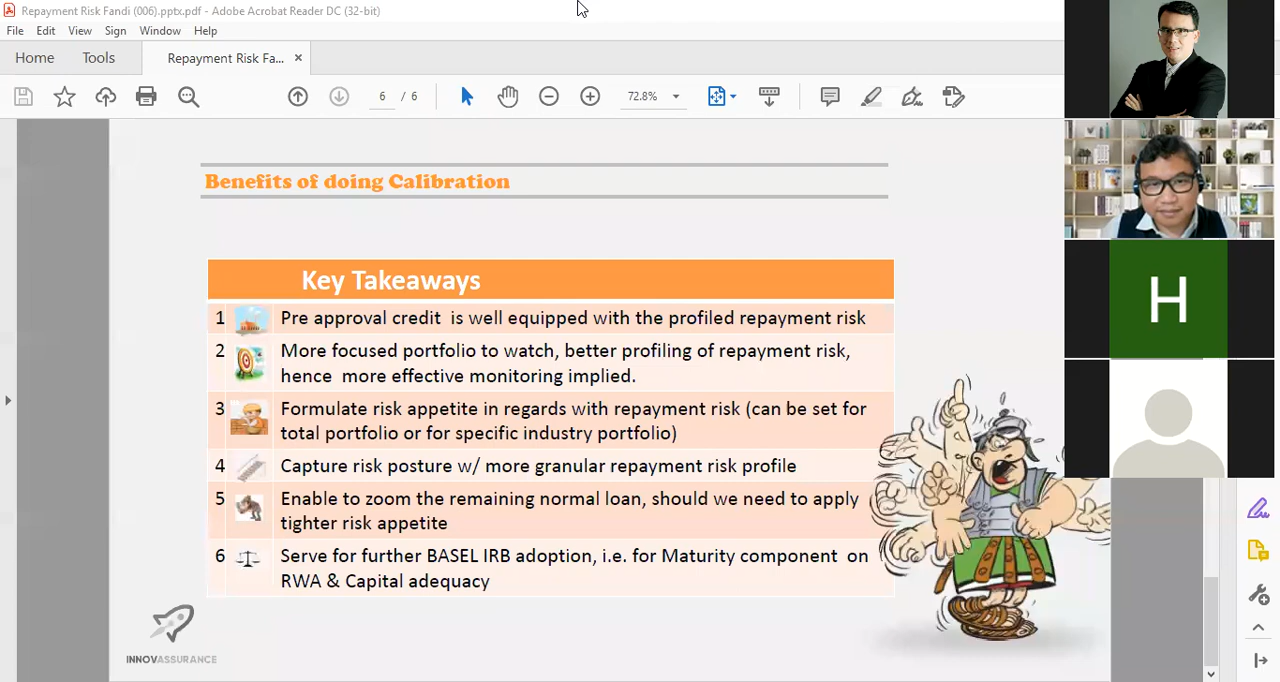 Repayment Risk Fandi (006).pptx.pdf - Adobe Acrobat Reader DC (32-bit)
File Edit View Sign Window Help
Home Tools Repayment Risk Fa... ×
6 / 6 72.8%
Benefits of doing Calibration
Key Takeaways
1 Pre approval credit is well equipped with the profiled repayment risk
2 More focused portfolio to watch, better profiling of repayment risk,
hence more effective monitoring implied.
3 Formulate risk appetite in regards with repayment risk (can be set for
total portfolio or for specific industry portfolio)
4 Capture risk posture w/ more granular repayment risk profile
5 Enable to zoom the remaining normal loan, should we need to apply
tighter risk appetite
6 Serve for further BASEL IRB adoption, i.e. for Maturity component on
RWA & Capital adequacy
INNOVASSURANCE
H